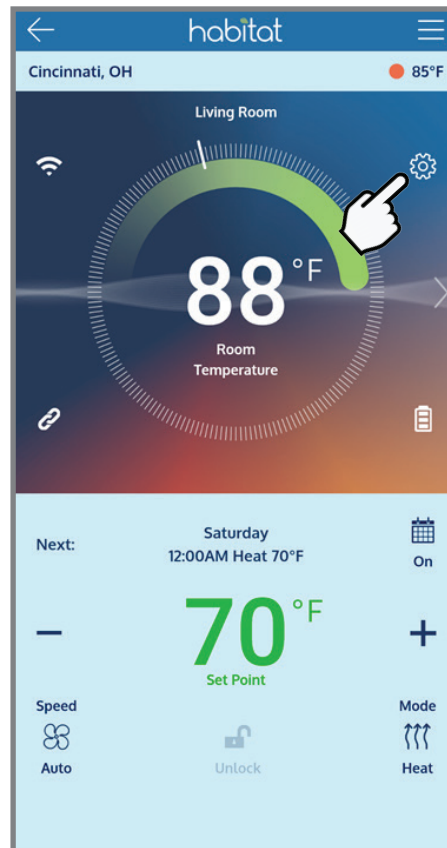 habitat
Cincinnati, OH
85°F
Living Room
88°F
Room
Temperature
Next:
Saturday
12:00AM Heat 70°F
On
70°F
Set Point
Speed
Auto
Unlock
Mode
Heat